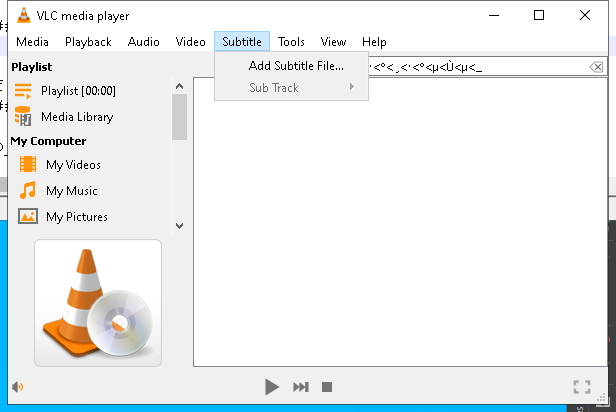 VLC media player
Media Playback Audio Video Subtitle Tools View Help
Playlist
Add Subtitle File...
Sub Track
Playlist [00:00]
Media Library
My Computer
My Videos
My Music
My Pictures